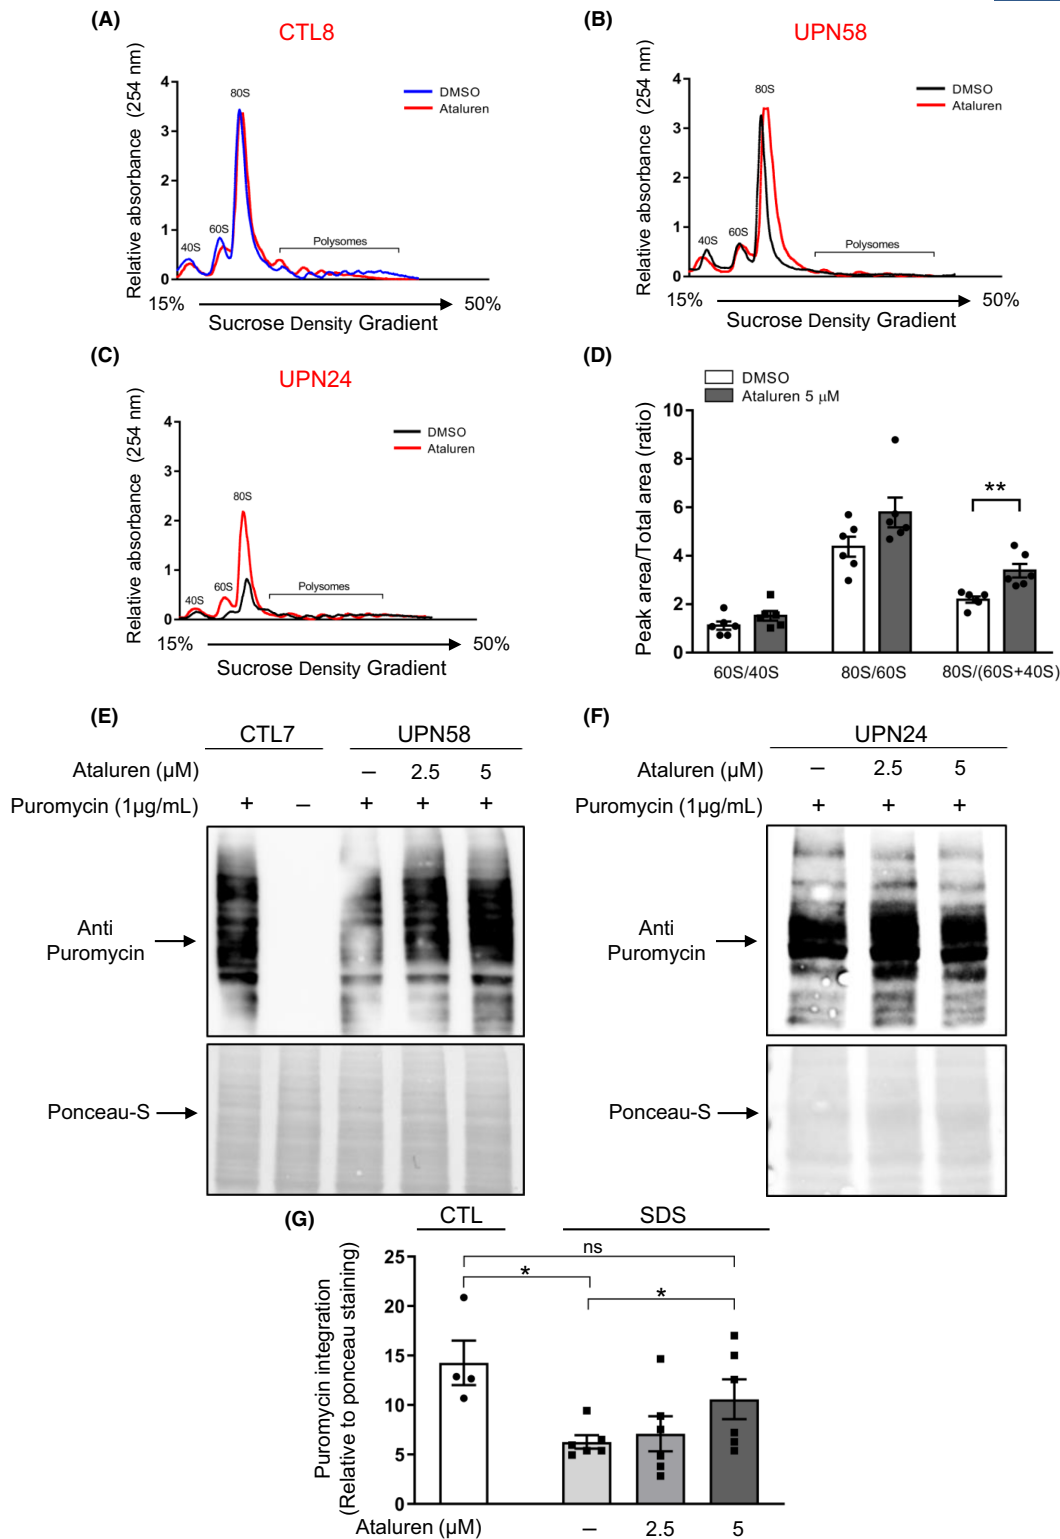 (A)
CTL8
Relative absorbance (254 nm)
4
3
2
1
0
40S
60S
80S
Polysomes
DMSO
Ataluren
15%
50%
Sucrose Density Gradient
(B)
UPN58
Relative absorbance (254 nm)
4
3
2
1
0
40S
60S
80S
Polysomes
DMSO
Ataluren
15%
50%
Sucrose Density Gradient
(C)
UPN24
Relative absorbance (254 nm)
4
3
2
1
0
40S
60S
80S
Polysomes
DMSO
Ataluren
15%
50%
Sucrose Density Gradient
(D)
DMSO
Ataluren 5 μM
Peak area/Total area (ratio)
10
8
6
4
2
0
**
60S/40S
80S/60S
80S/(60S+40S)
(E)
CTL7
UPN58
Ataluren (μM)
– 2.5 5
Puromycin (1μg/mL)
+ – + + +
Anti
Puromycin
Ponceau-S
(F)
UPN24
Ataluren (μM)
– 2.5 5
Puromycin (1μg/mL)
+ + +
Anti
Puromycin
Ponceau-S
(G)
CTL
SDS
Puromycin integration
(Relative to ponceau staining)
25
20
15
10
5
0
ns
*
*
Ataluren (μM)
– 2.5 5